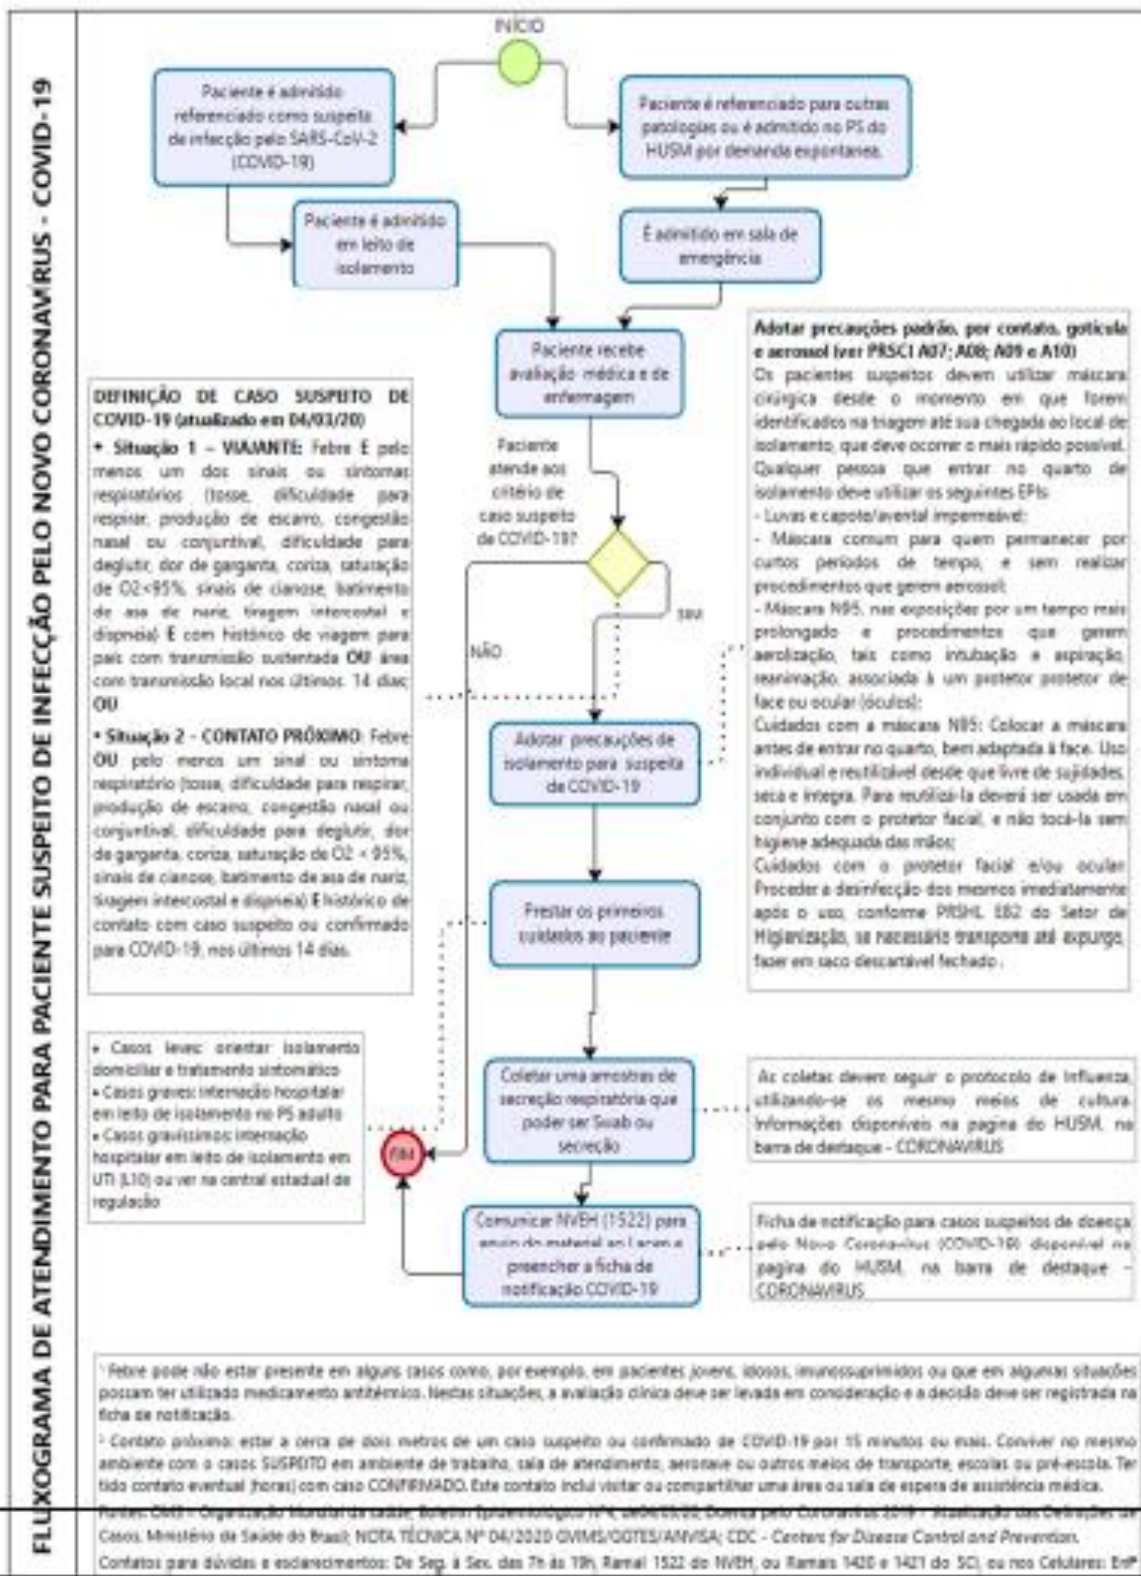 FLUXOGRAMA DE ATENDIMENTO PARA PACIENTE SUSPEITO DE INFECÇÃO PELO NOVO CORONAVÍRUS - COVID-19
INÍCIO
Paciente é admitido
referenciado como suspeita
de infecção pelo SARS-CoV-2
(COVID-19)
Paciente é referenciado para outras
patologias ou é admitido no PS do
HUSM por demanda expontanea.
Paciente é admitido
em leito de
isolamento
É admitido em sala de
emergência
Paciente recebe
avaliação médica e de
enfermagem
Paciente
atende aos
critério de
caso suspeito
de COVID-19?
SIM
NÃO
DEFINIÇÃO DE CASO SUSPEITO DE
COVID-19 (atualizado em 04/03/20)
• Situação 1 – VIAJANTE: Febre E pelo
menos um dos sinais ou sintomas
respiratórios (tosse, dificuldade para
respirar, produção de escarro, congestão
nasal ou conjuntival, dificuldade para
deglutir, dor de garganta, coriza, saturação
de O2<95%, sinais de cianose, batimento
de asa de nariz, tiragem intercostal e
dispneia) E com histórico de viagem para
país com transmissão sustentada OU área
com transmissão local nos últimos 14 dias;
OU
• Situação 2 - CONTATO PRÓXIMO: Febre
OU pelo menos um sinal ou sintoma
respiratório (tosse, dificuldade para respirar,
produção de escarro, congestão nasal ou
conjuntival, dificuldade para deglutir, dor
de garganta, coriza, saturação de O2 < 95%,
sinais de cianose, batimento de asa de nariz,
tiragem intercostal e dispneia) E histórico de
contato com caso suspeito ou confirmado
para COVID-19, nos últimos 14 dias.
Adotar precauções padrão, por contato, gotícula
e aerossol (ver PRSCI A07; A08; A09 e A10)
Os pacientes suspeitos devem utilizar máscara
cirúrgica desde o momento em que forem
identificados na triagem até sua chegada ao local de
isolamento, que deve ocorrer o mais rápido possível.
Qualquer pessoa que entrar no quarto de
isolamento deve utilizar os seguintes EPIs:
- Luvas e capote/avental impermeável;
- Máscara comum para quem permanecer por
curtos períodos de tempo, e sem realizar
procedimentos que gerem aerossol;
- Máscara N95, nas exposições por um tempo mais
prolongado e procedimentos que gerem
aerolização, tais como intubação e aspiração,
reanimação, associada à um protetor protetor de
face ou ocular (óculos);
Cuidados com a máscara N95: Colocar a máscara
antes de entrar no quarto, bem adaptada à face. Uso
individual e reutilizável desde que livre de sujidades,
seca e íntegra. Para reutilizá-la deverá ser usada em
conjunto com o protetor facial, e não tocá-la sem
higiene adequada das mãos;
Cuidados com o protetor facial e/ou ocular:
Proceder a desinfecção dos mesmos imediatamente
após o uso, conforme PRSHL E82 do Setor de
Higienização, se necessário transporte até expurgo,
fazer em saco descartável fechado .
Adotar precauções de
isolamento para suspeita
de COVID-19
Prestar os primeiros
cuidados ao paciente
• Casos leves: orientar isolamento
domiciliar e tratamento sintomático
• Casos graves: internação hospitalar
em leito de isolamento no PS adulto
• Casos gravíssimos: internação
hospitalar em leito de isolamento em
UTI (L10) ou ver na central estadual de
regulação
Coletar uma amostras de
secreção respiratória que
poder ser Swab ou
secreção
As coletas devem seguir o protocolo de Influenza,
utilizando-se os mesmo meios de cultura.
Informações disponíveis na pagina do HUSM, na
barra de destaque – CORONAVIRUS
FIM
Comunicar NVEH (1522) para
envio do material ao Lacen e
preencher a ficha de
notificação COVID-19
Ficha de notificação para casos suspeitos de doença
pelo Novo Coronavírus (COVID-19) disponível na
pagina do HUSM, na barra de destaque –
CORONAVIRUS
¹ Febre pode não estar presente em alguns casos como, por exemplo, em pacientes jovens, idosos, imunossuprimidos ou que em algumas situações
possam ter utilizado medicamento antitérmico. Nestas situações, a avaliação clínica deve ser levada em consideração e a decisão deve ser registrada na
ficha de notificação.
² Contato próximo: estar a cerca de dois metros de um caso suspeito ou confirmado de COVID-19 por 15 minutos ou mais. Conviver no mesmo
ambiente com o casos SUSPEITO em ambiente de trabalho, sala de atendimento, aeronave ou outros meios de transporte, escolas ou pré-escola. Ter
tido contato eventual (horas) com caso CONFIRMADO. Este contato inclui visitar ou compartilhar uma área ou sala de espera de assistência médica.
Fontes: OMS - Organização Mundial da Saúde; Boletim Epidemiológico Nº4, Doença pelo Coronavírus 2019 - Atualização das Definições de
Casos, Ministério da Saúde do Brasil; NOTA TÉCNICA Nº 04/2020 GVIMS/GGTES/ANVISA; CDC - Centers for Disease Control and Prevention.
Contatos para dúvidas e esclarecimentos: De Seg. à Sex. das 7h às 19h, Ramal 1522 do NVEH, ou Ramais 1420 e 1421 do SCI, ou nos Celulares: Enfª